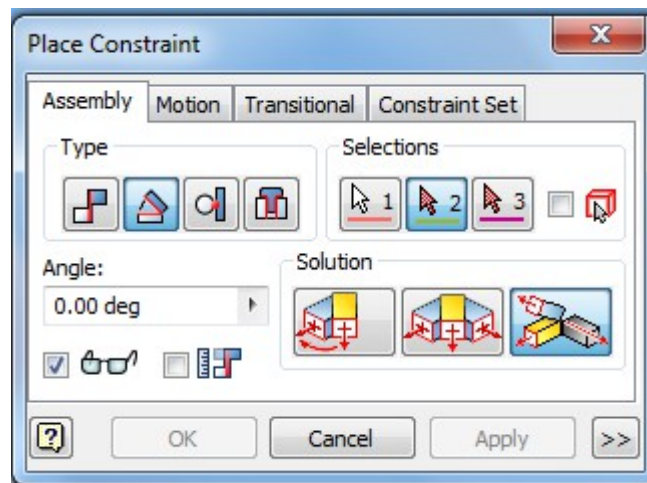 Place Constraint
Assembly Motion Transitional Constraint Set
Type Selections
1 2 3
Angle: Solution
0.00 deg
? OK Cancel Apply >>